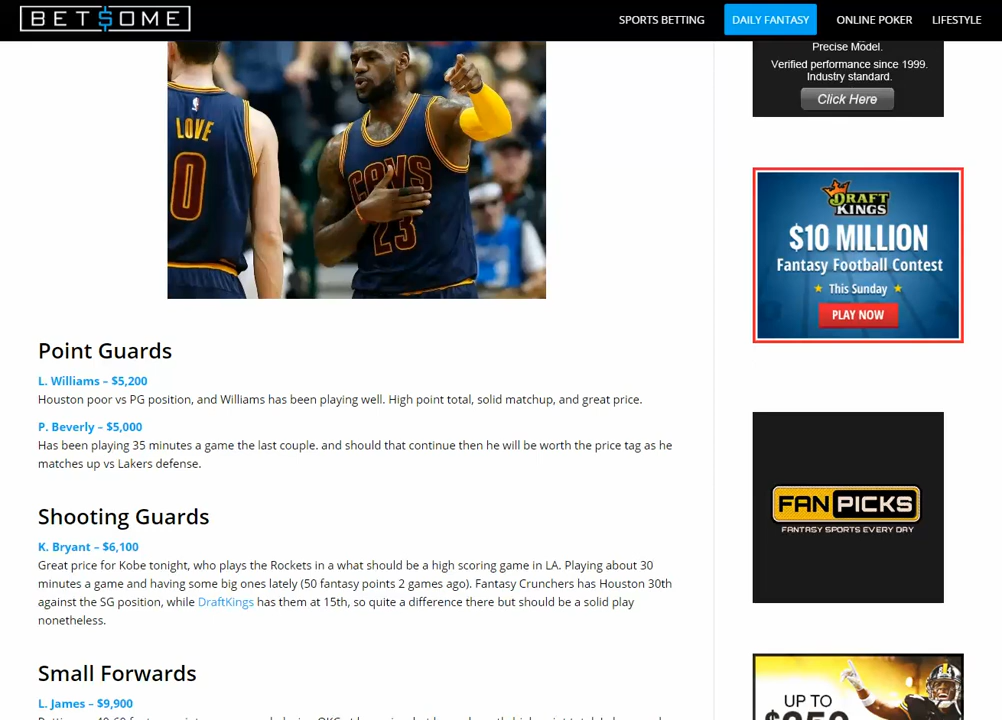 BET$OME
SPORTS BETTING
DAILY FANTASY
ONLINE POKER
LIFESTYLE
LOVE
0
CAVS
23
Precise Model.
Verified performance since 1999.
Industry standard.
Click Here
DRAFT
KINGS
$10 MILLION
Fantasy Football Contest
This Sunday
PLAY NOW
Point Guards
L. Williams – $5,200
Houston poor vs PG position, and Williams has been playing well. High point total, solid matchup, and great price.
P. Beverly – $5,000
Has been playing 35 minutes a game the last couple. and should that continue then he will be worth the price tag as he
matches up vs Lakers defense.
Shooting Guards
K. Bryant – $6,100
Great price for Kobe tonight, who plays the Rockets in a what should be a high scoring game in LA. Playing about 30
minutes a game and having some big ones lately (50 fantasy points 2 games ago). Fantasy Crunchers has Houston 30th
against the SG position, while DraftKings has them at 15th, so quite a difference there but should be a solid play
nonetheless.
Small Forwards
L. James – $9,900
FAN PICKS
FANTASY SPORTS EVERY DAY
UP TO